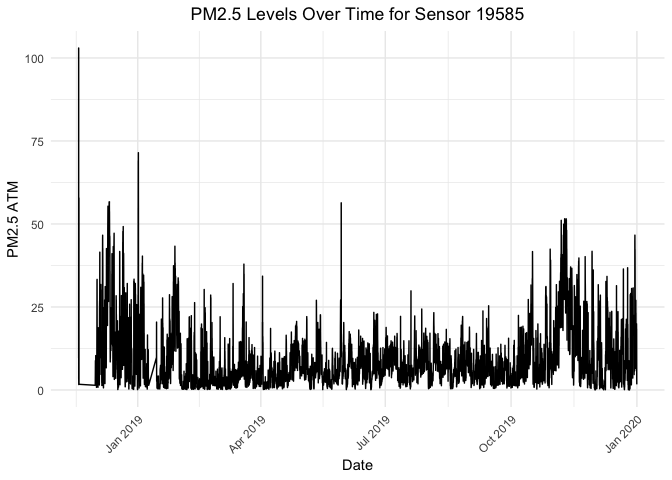 PM2.5 Levels Over Time for Sensor 19585
100
75
50
25
0
PM2.5 ATM
Jan 2019
Apr 2019
Jul 2019
Oct 2019
Jan 2020
Date